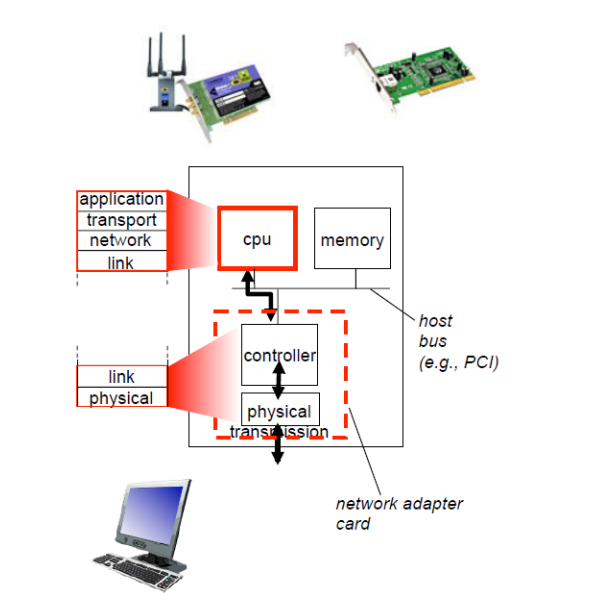 application
transport
network
link
cpu
memory
host
bus
(e.g., PCI)
controller
link
physical
physical
transmission
network adapter
card